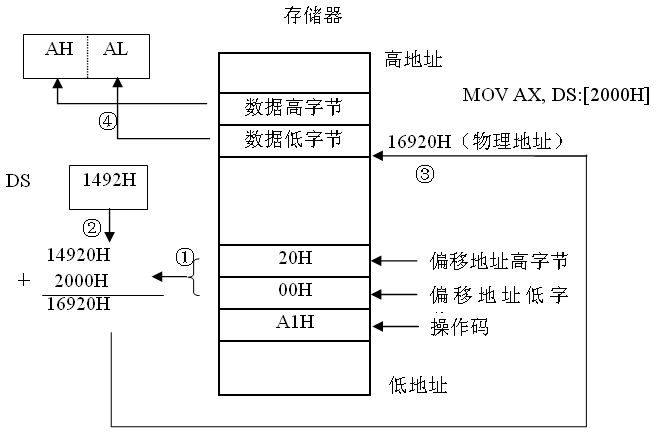 存储器
AH AL
高地址
MOV AX, DS:[2000H]
数据高字节
④
数据低字节
16920H（物理地址）
③
DS
1492H
②
①
14920H
20H
偏移地址高字节
+ 2000H
00H
偏移地址低字
16920H
A1H
操作码
低地址